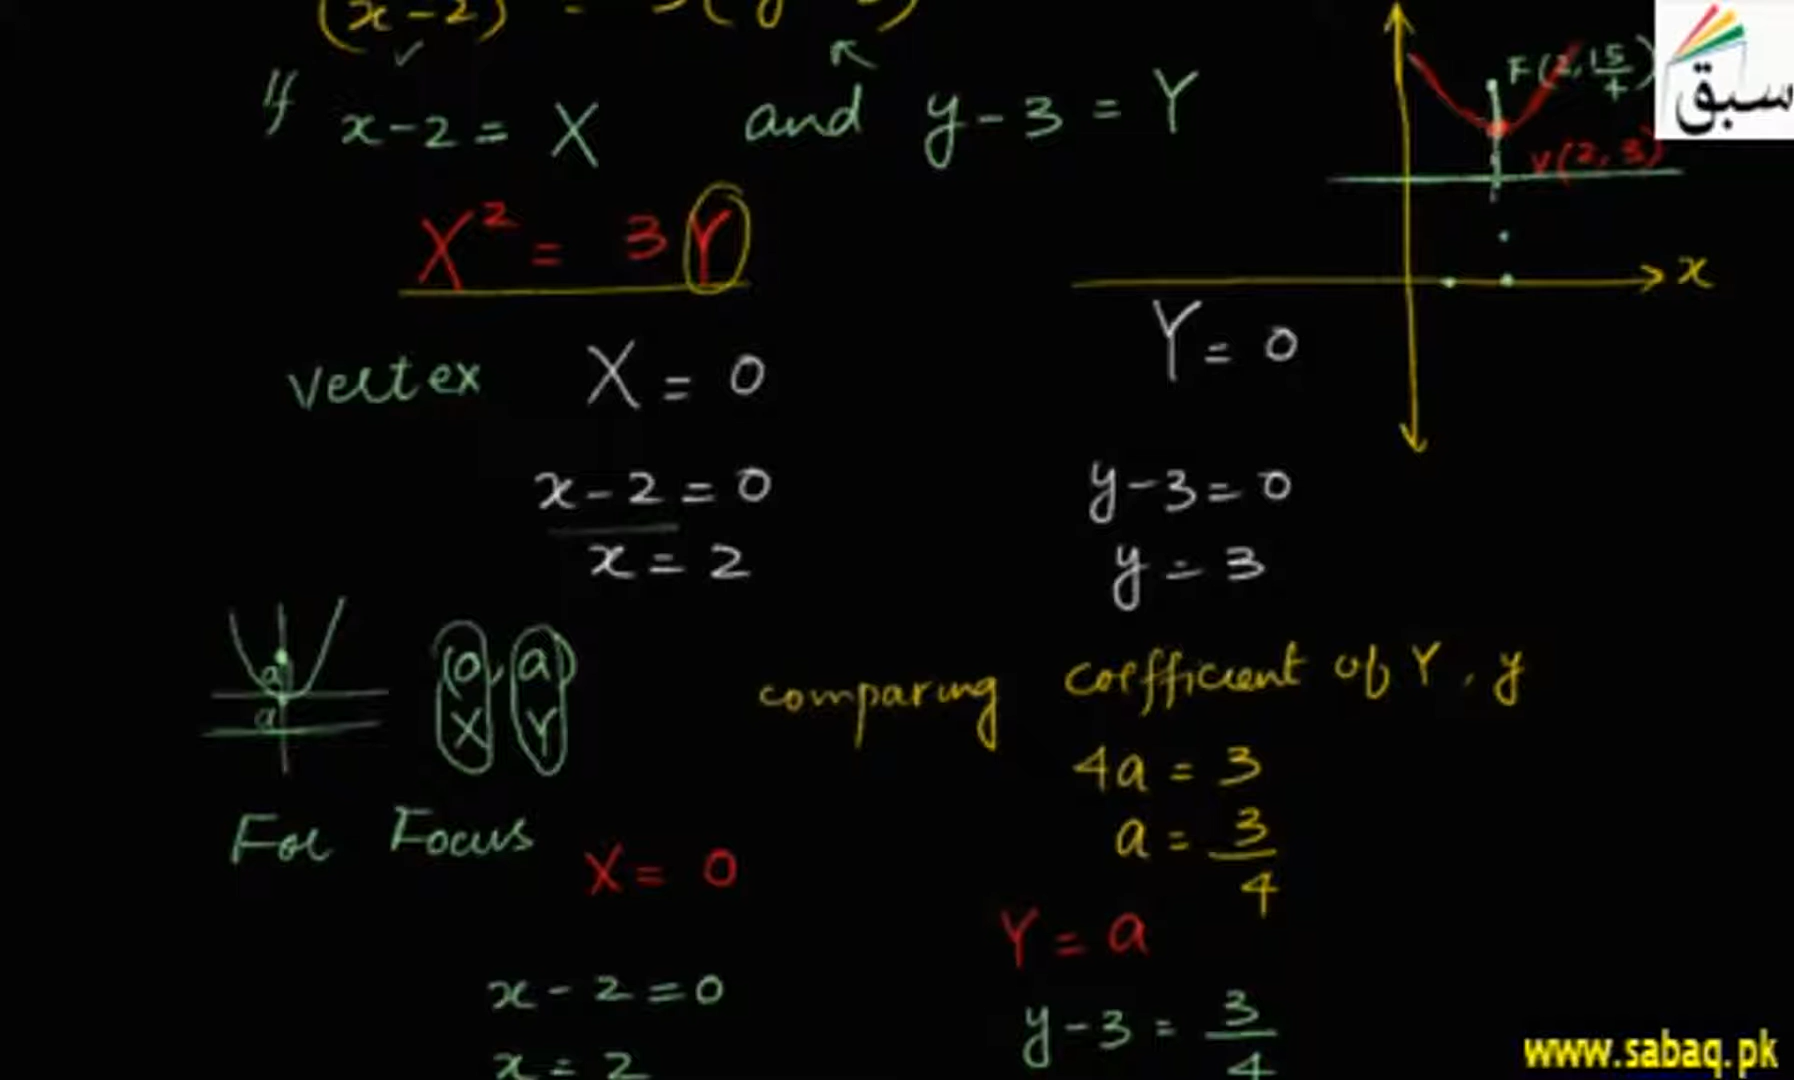 (x-2)
If x-2 = X and y-3 = Y
X² = 3Y
F(2, 15/4)
V(2, 3)
سبق
x
vertex X = 0 Y = 0
x-2=0 y-3=0
x = 2 y = 3
a
a
(0, a)
X Y
comparing coefficient of Y, y
4a = 3
a = 3/4
For Focus
X = 0
Y = a
x - 2 = 0
y - 3 = 3/4
x = 2
www.sabaq.pk